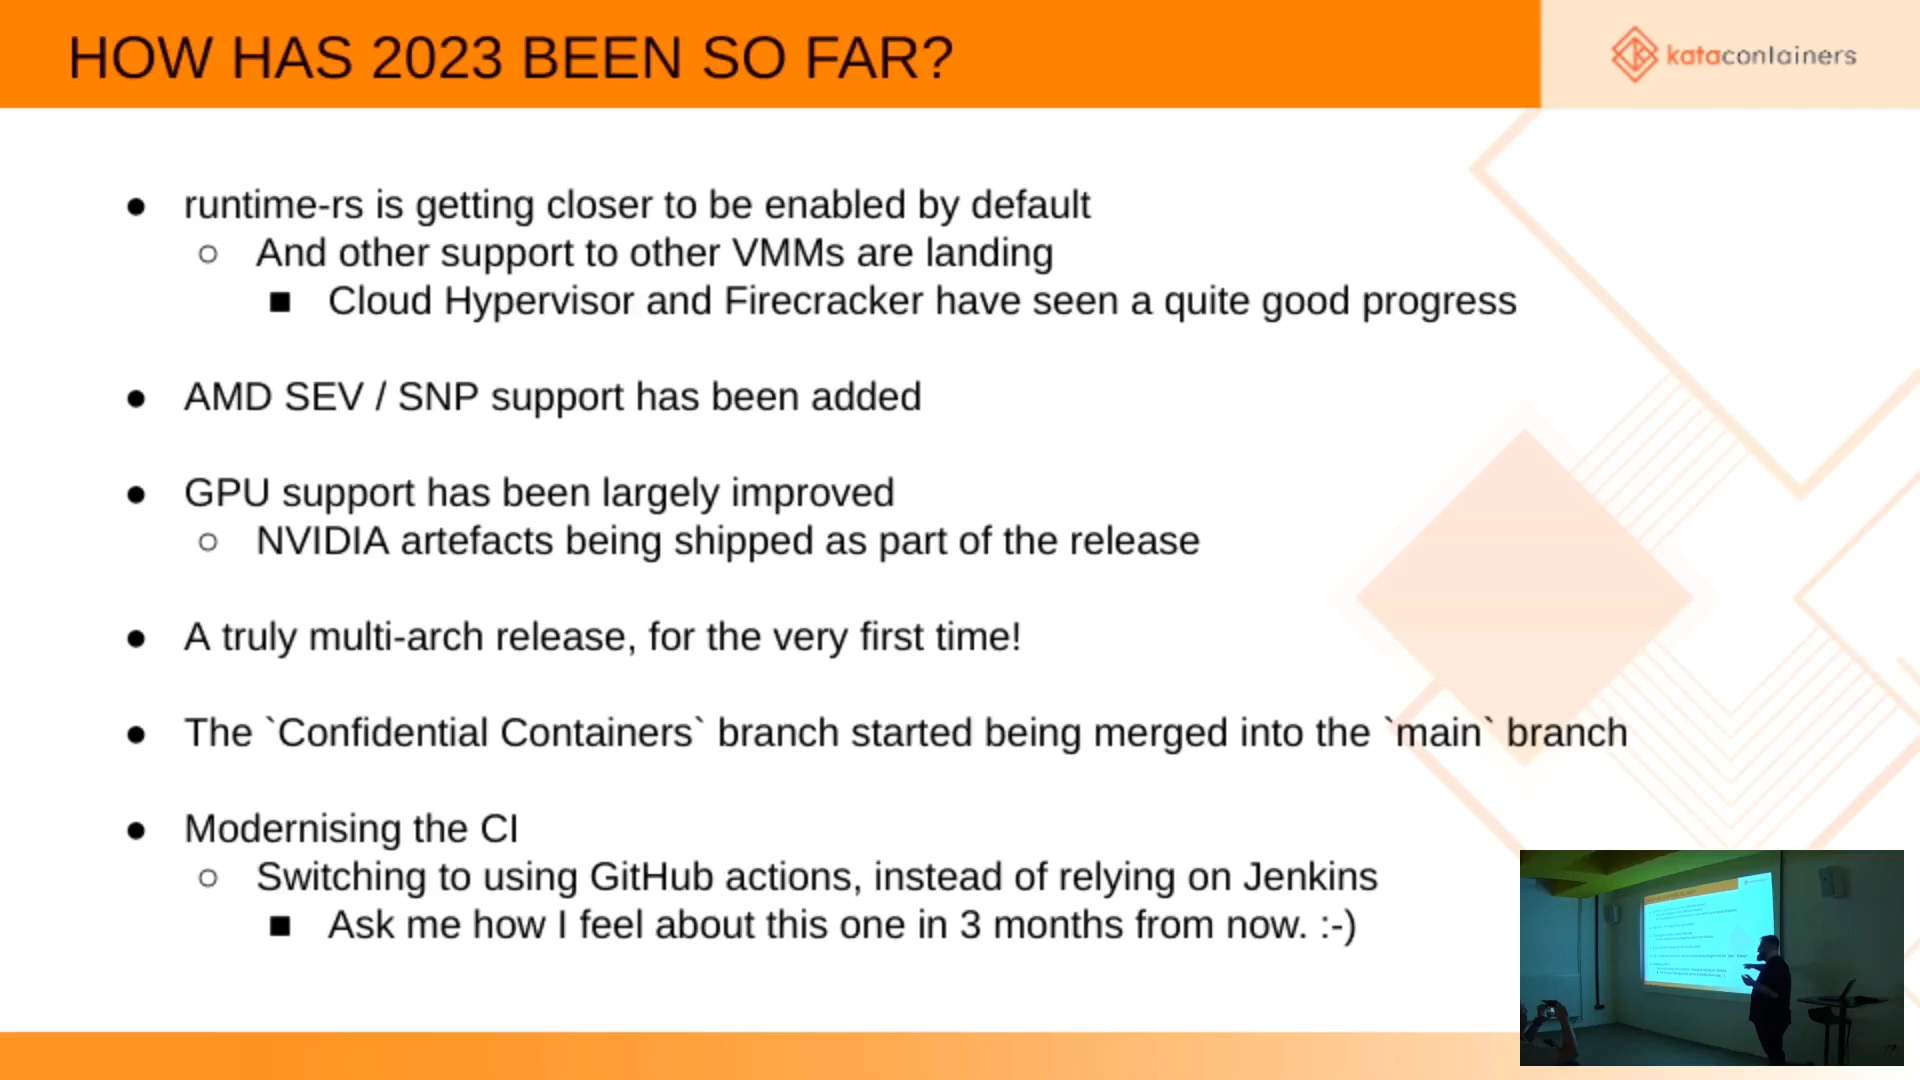 HOW HAS 2023 BEEN SO FAR?
katacontainers
● runtime-rs is getting closer to be enabled by default
○ And other support to other VMMs are landing
■ Cloud Hypervisor and Firecracker have seen a quite good progress
● AMD SEV / SNP support has been added
● GPU support has been largely improved
○ NVIDIA artefacts being shipped as part of the release
● A truly multi-arch release, for the very first time!
● The `Confidential Containers` branch started being merged into the `main` branch
● Modernising the CI
○ Switching to using GitHub actions, instead of relying on Jenkins
■ Ask me how I feel about this one in 3 months from now. :-)